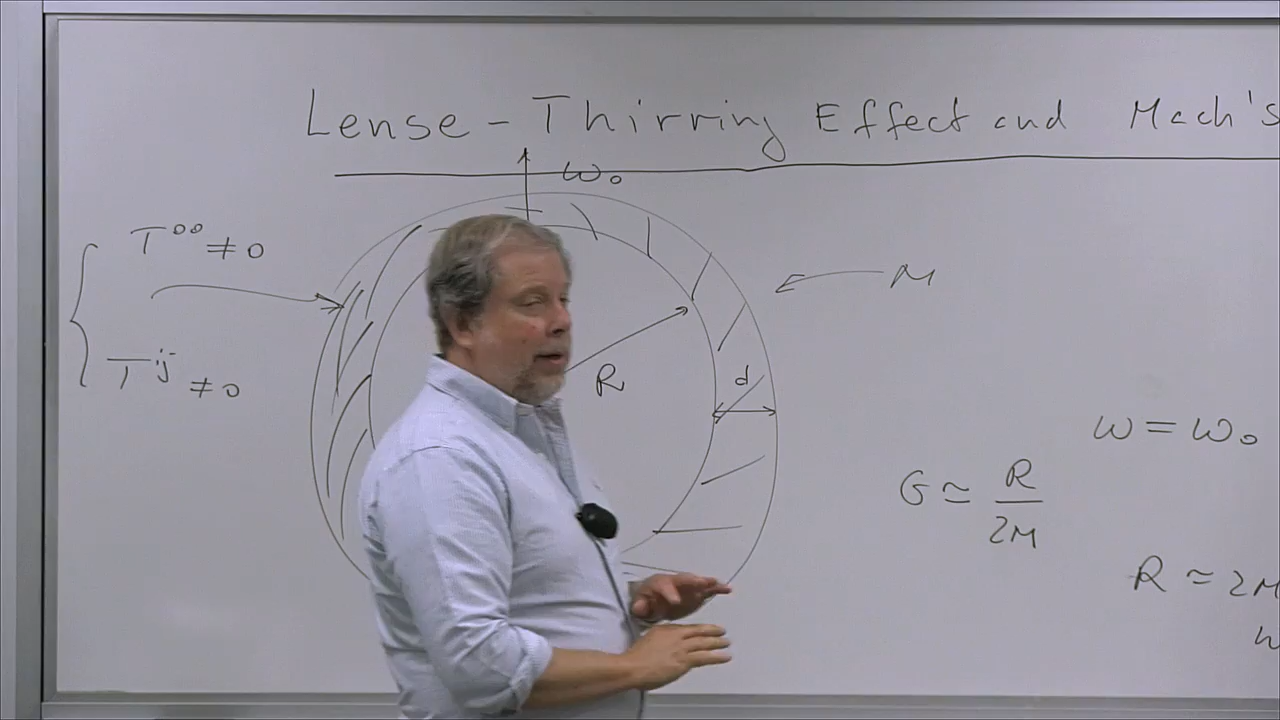 Lense-Thirring Effect and Mach's
ω₀
T⁰⁰ ≠ 0
M
R
d
Tⁱʲ ≠ 0
ω = ω₀
G ≃ R/2M
R ≃ 2M